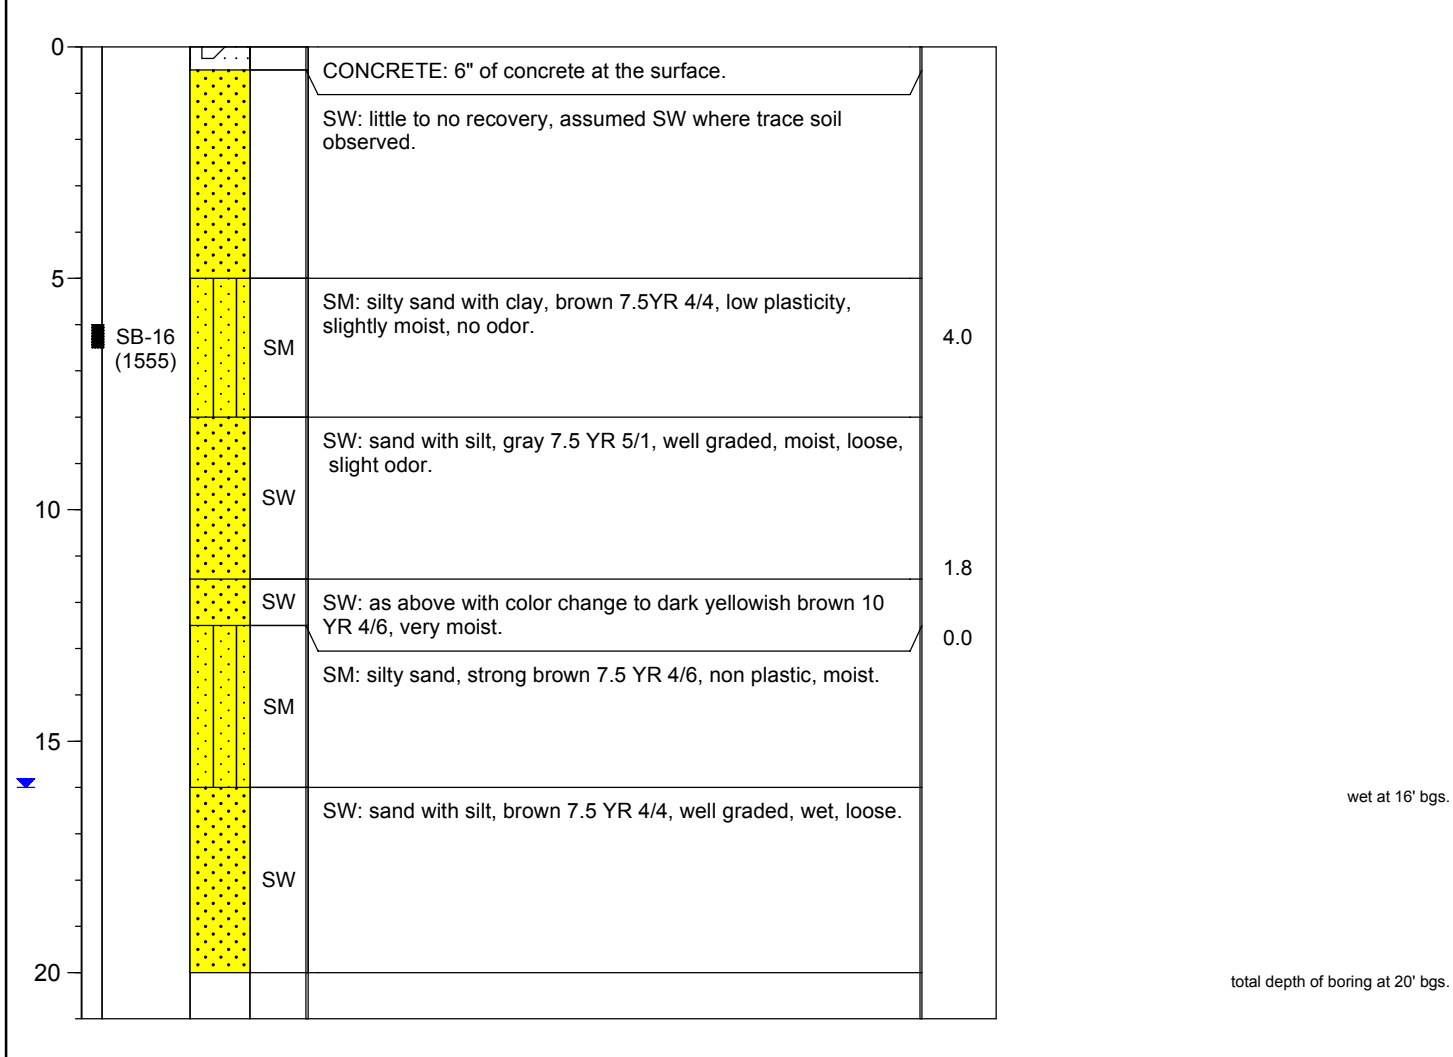 0
CONCRETE: 6" of concrete at the surface.
SW: little to no recovery, assumed SW where trace soil
observed.
5
SM: silty sand with clay, brown 7.5YR 4/4, low plasticity,
slightly moist, no odor.
SB-16
(1555)
SM
4.0
SW: sand with silt, gray 7.5 YR 5/1, well graded, moist, loose,
slight odor.
SW
10
1.8
SW
SW: as above with color change to dark yellowish brown 10
YR 4/6, very moist.
0.0
SM: silty sand, strong brown 7.5 YR 4/6, non plastic, moist.
SM
15
wet at 16' bgs.
SW: sand with silt, brown 7.5 YR 4/4, well graded, wet, loose.
SW
20
total depth of boring at 20' bgs.